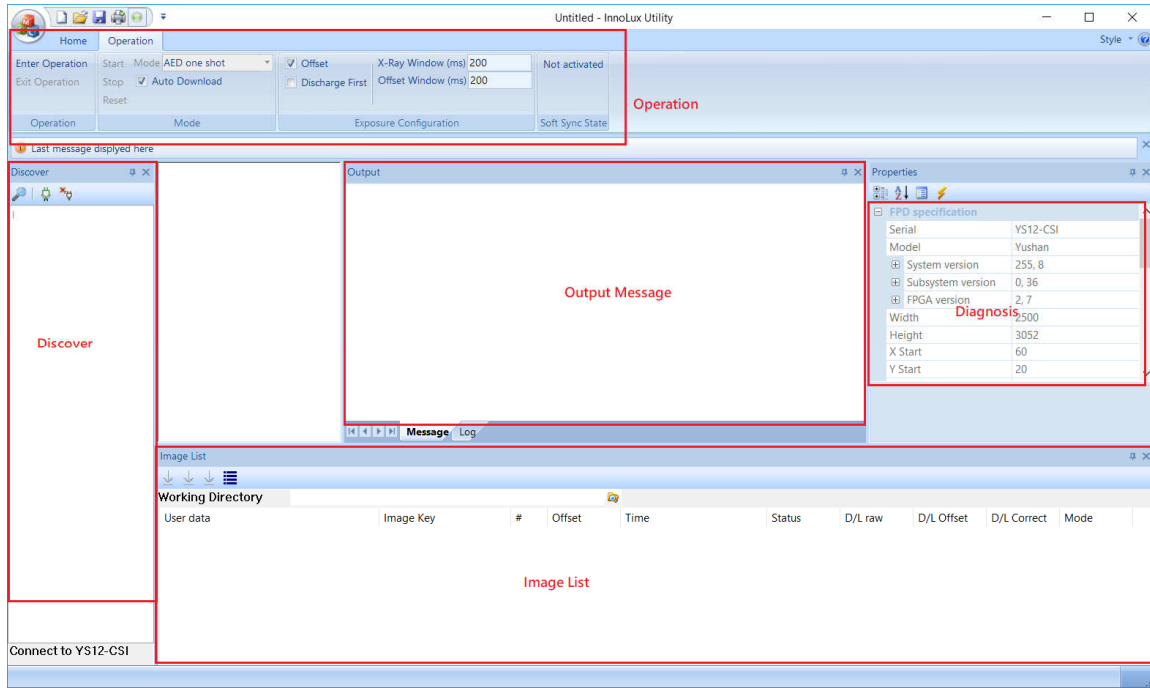 Untitled - InnoLux Utility
Home Operation Style
Enter Operation Start Mode AED one shot Offset X-Ray Window (ms) 200 Not activated
Exit Operation Stop Auto Download Discharge First Offset Window (ms) 200
Reset
Operation
Operation Mode Exposure Configuration Soft Sync State
Last message displyed here
Discover Output Properties
FPD specification
Serial YS12-CSI
Model Yushan
System version 255, 8
Subsystem version 0, 36
Output Message
FPGA version 2, 7
Diagnosis
Width 2500
Height 3052
Discover
X Start 60
Y Start 20
Message Log
Image List
Working Directory
User data Image Key # Offset Time Status D/L raw D/L Offset D/L Correct Mode
Image List
Connect to YS12-CSI